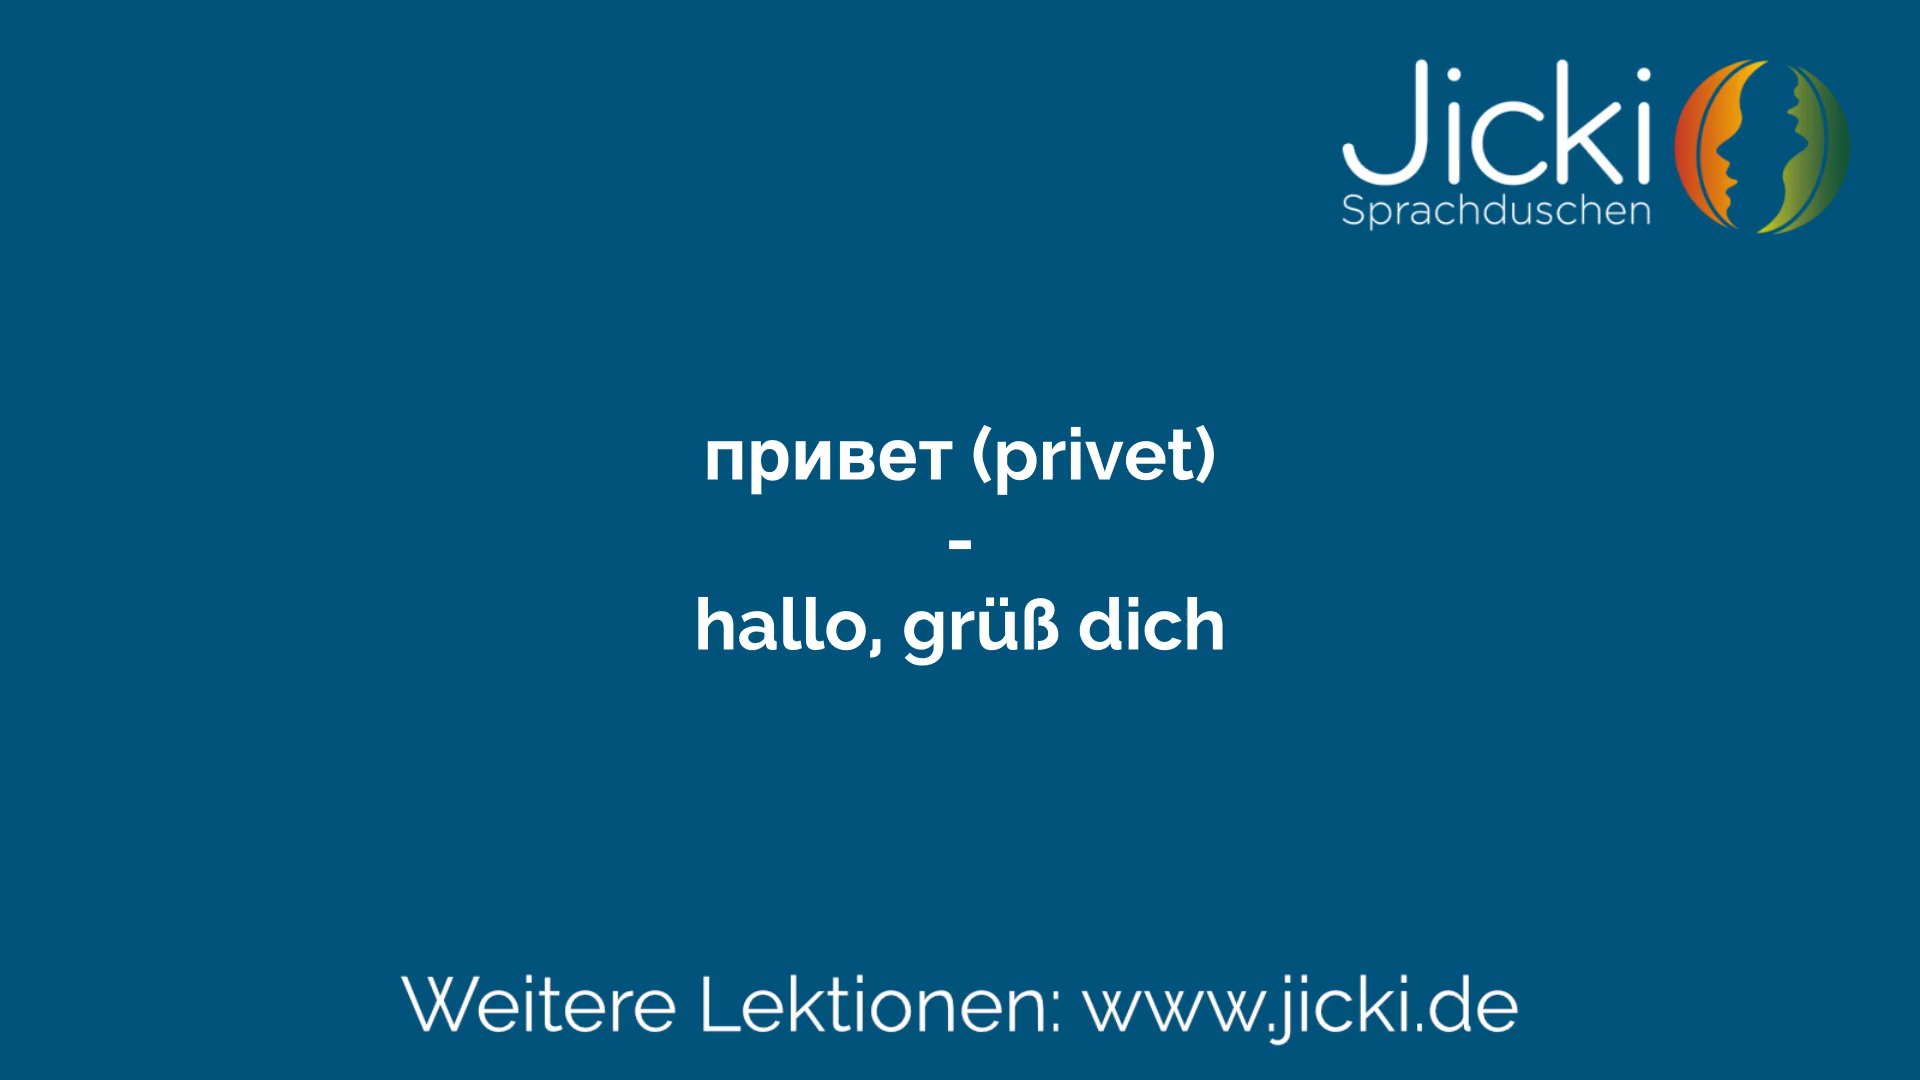 Jicki
Sprachduschen
привет (privet)
-
hallo, grüß dich
Weitere Lektionen: www.jicki.de